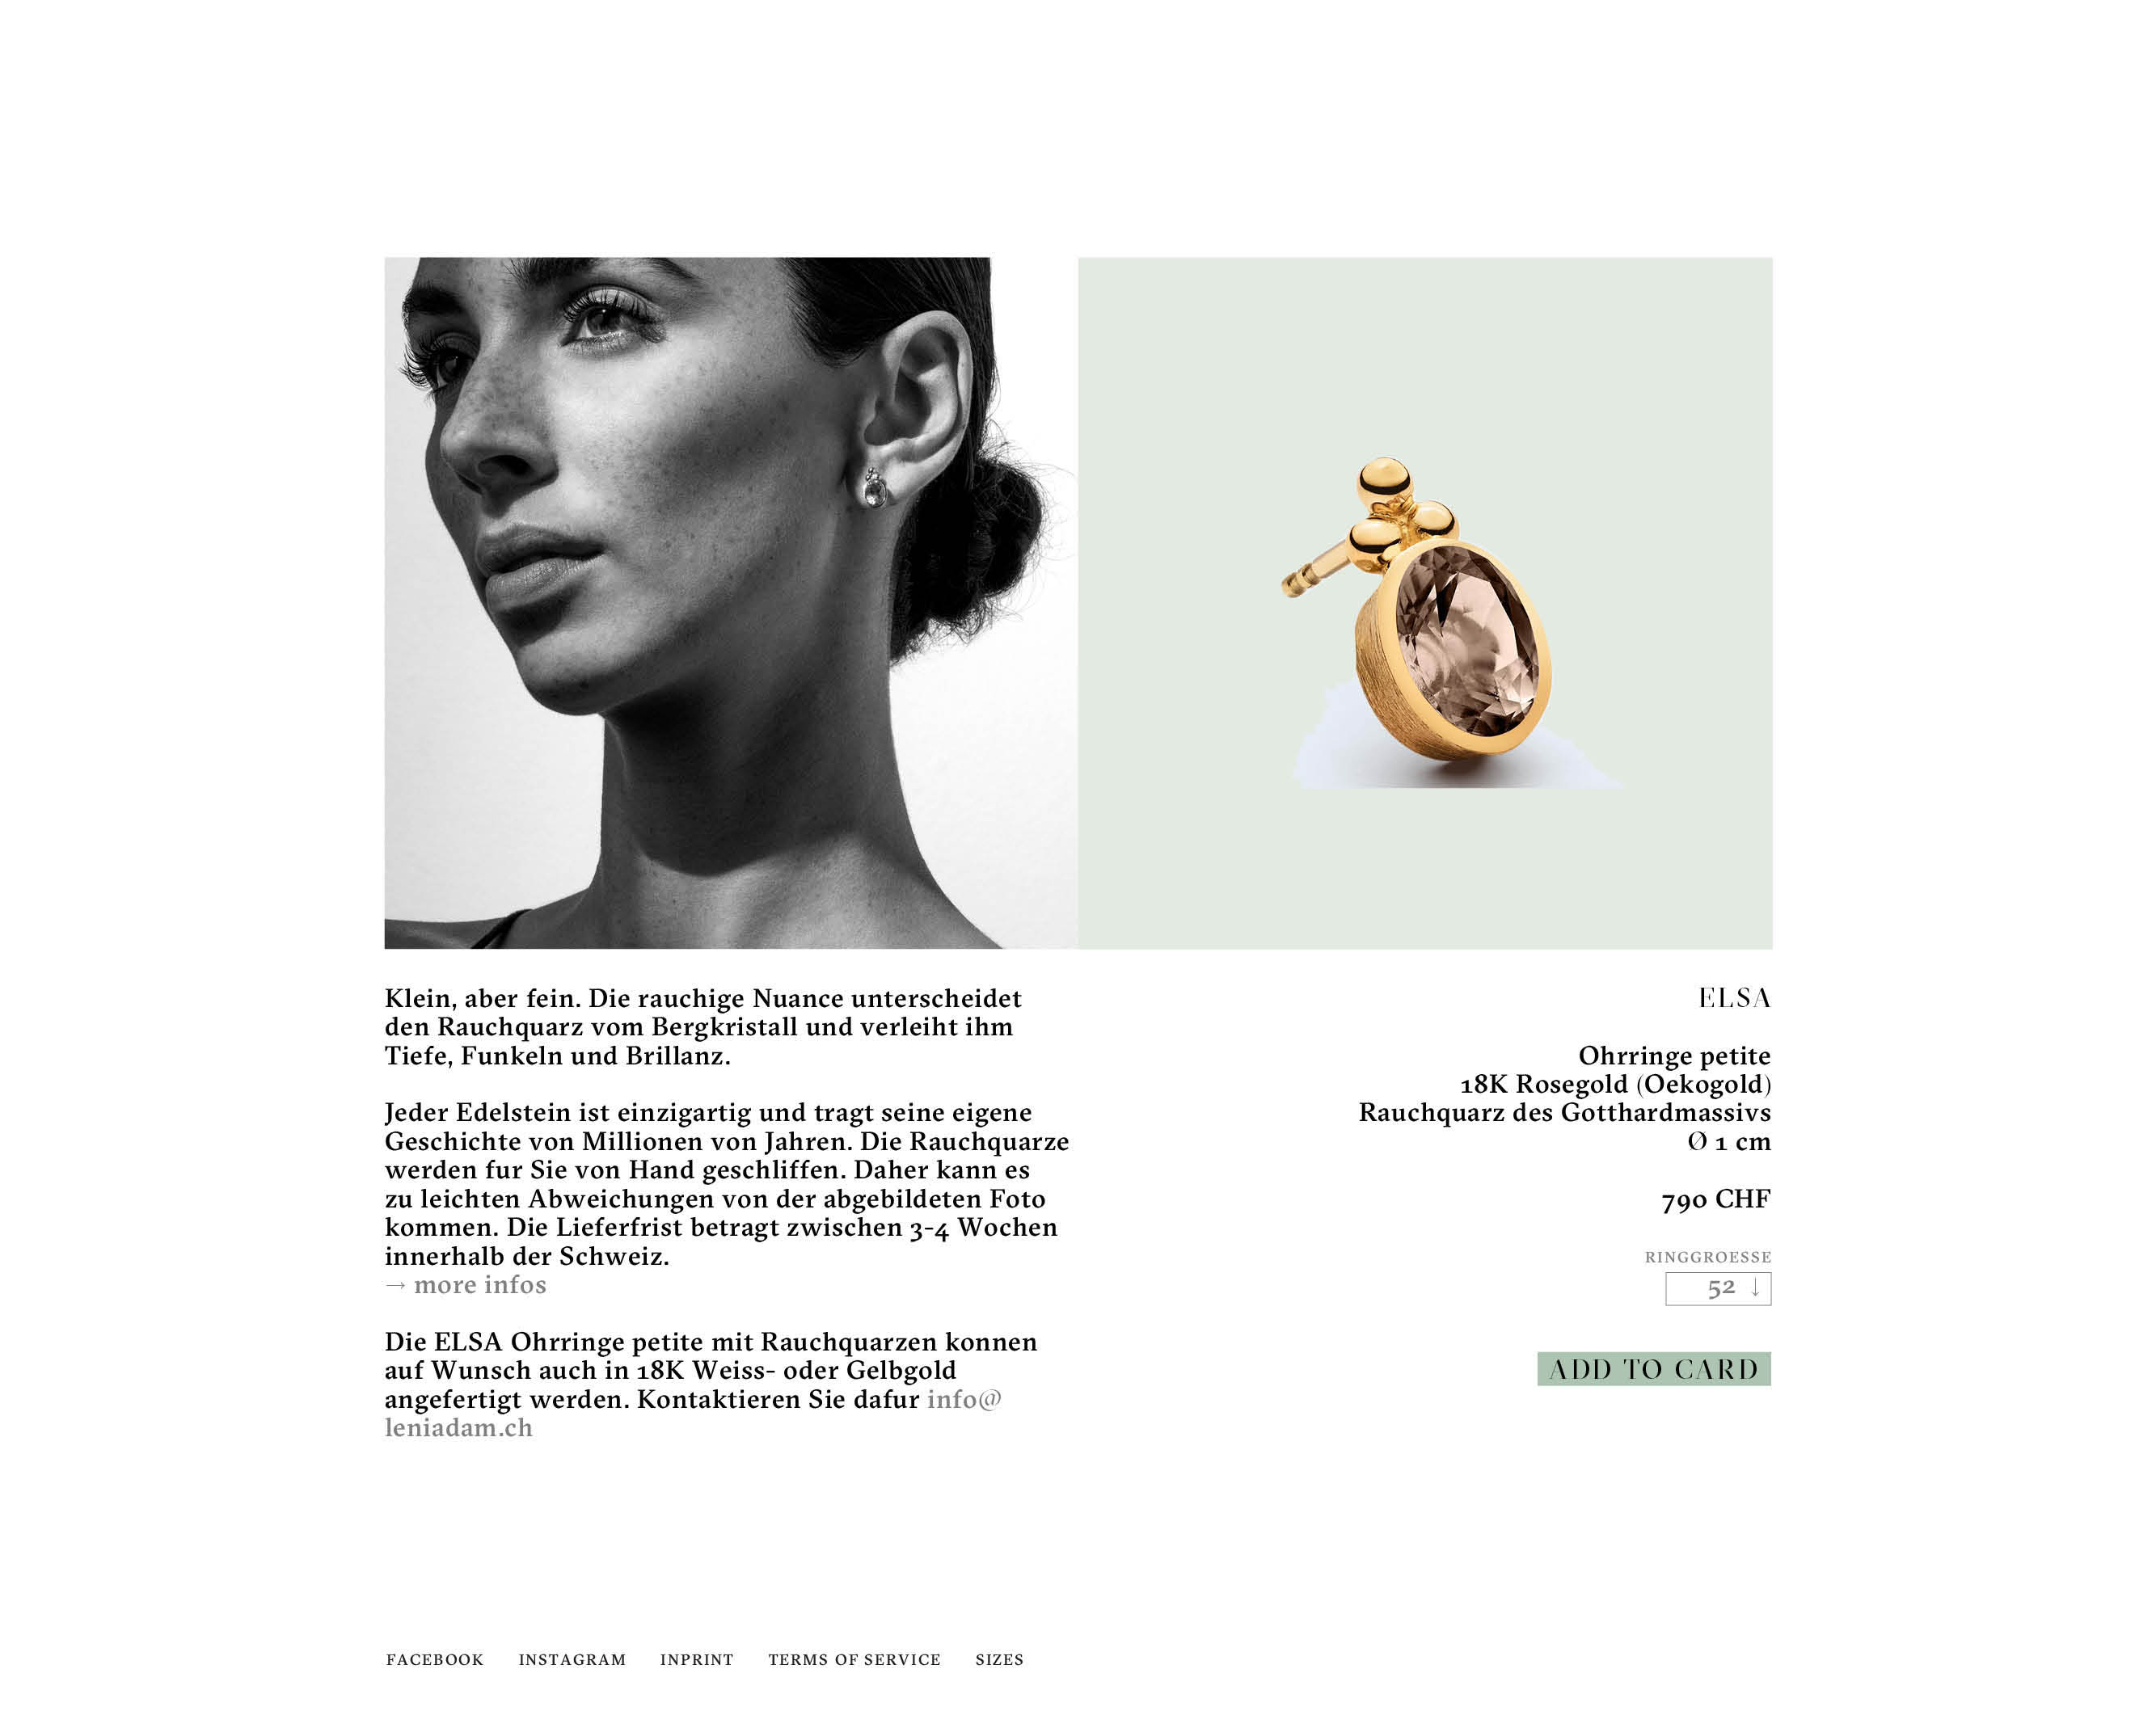 Klein, aber fein. Die rauchige Nuance unterscheidet
den Rauchquarz vom Bergkristall und verleiht ihm
Tiefe, Funkeln und Brillanz.
Jeder Edelstein ist einzigartig und tragt seine eigene
Geschichte von Millionen von Jahren. Die Rauchquarze
werden fur Sie von Hand geschliffen. Daher kann es
zu leichten Abweichungen von der abgebildeten Foto
kommen. Die Lieferfrist betragt zwischen 3-4 Wochen
innerhalb der Schweiz.
→ more infos
Die ELSA Ohrringe petite mit Rauchquarzen konnen
auf Wunsch auch in 18K Weiss- oder Gelbgold
angefertigt werden. Kontaktieren Sie dafur info@
leniadam.ch
ELSA
Ohrringe petite
18K Rosegold (Oekogold)
Rauchquarz des Gotthardmassivs
Ø 1 cm
790 CHF
RINGGROESSE
52 ↓
ADD TO CARD
FACEBOOK INSTAGRAM INPRINT TERMS OF SERVICE SIZES